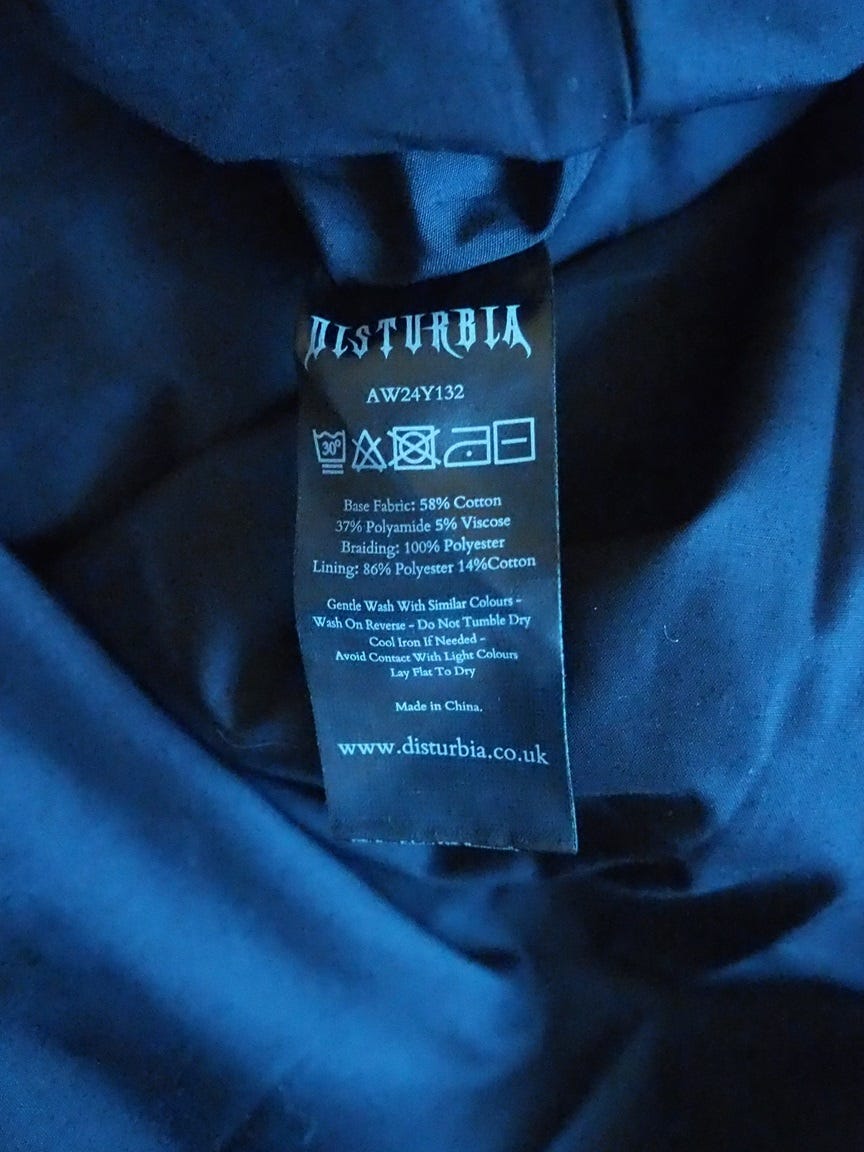 DISTURBIA
AW24Y132
30°
Base Fabric: 58% Cotton
37% Polyamide 5% Viscose
Braiding: 100% Polyester
Lining: 86% Polyester 14%Cotton
Gentle Wash With Similar Colours -
Wash On Reverse - Do Not Tumble Dry
Cool Iron If Needed -
Avoid Contact With Light Colours
Lay Flat To Dry
Made in China.
www.disturbia.co.uk